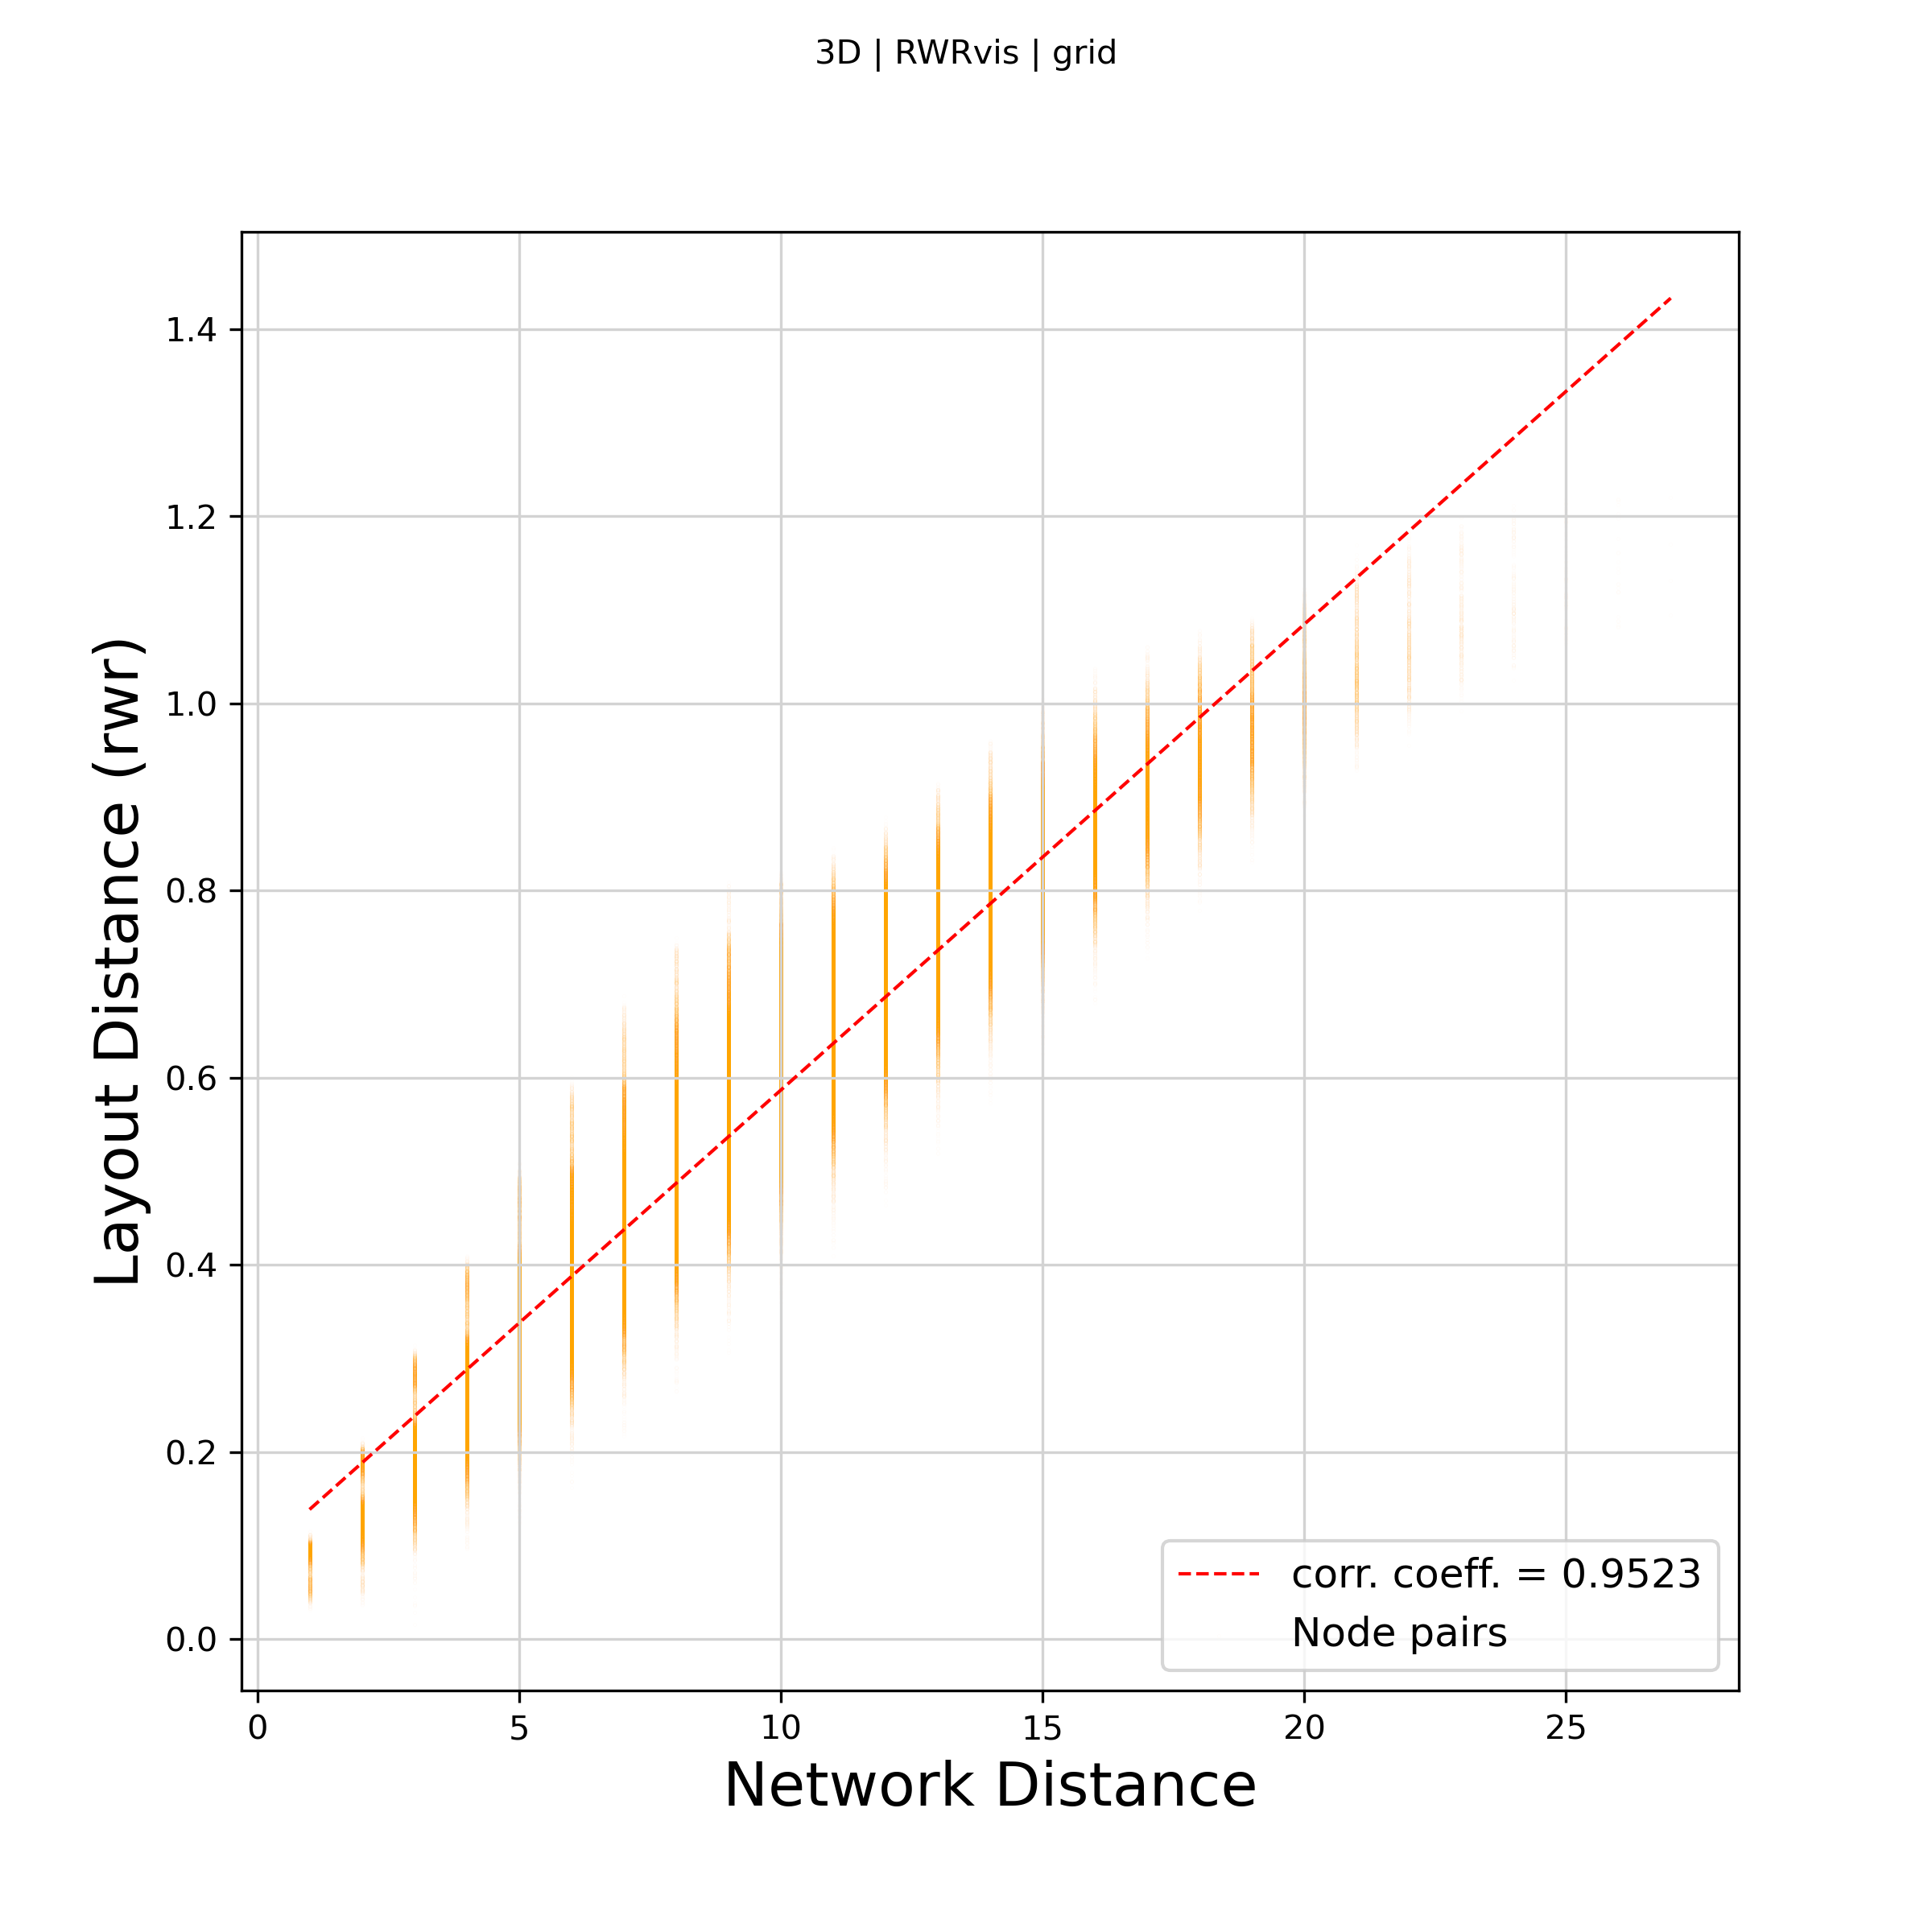 3D | RWRvis | grid
Layout Distance (rwr)
1.4
1.2
1.0
0.8
0.6
0.4
0.2
0.0
corr. coeff. = 0.9523
Node pairs
0 5 10 15 20 25
Network Distance